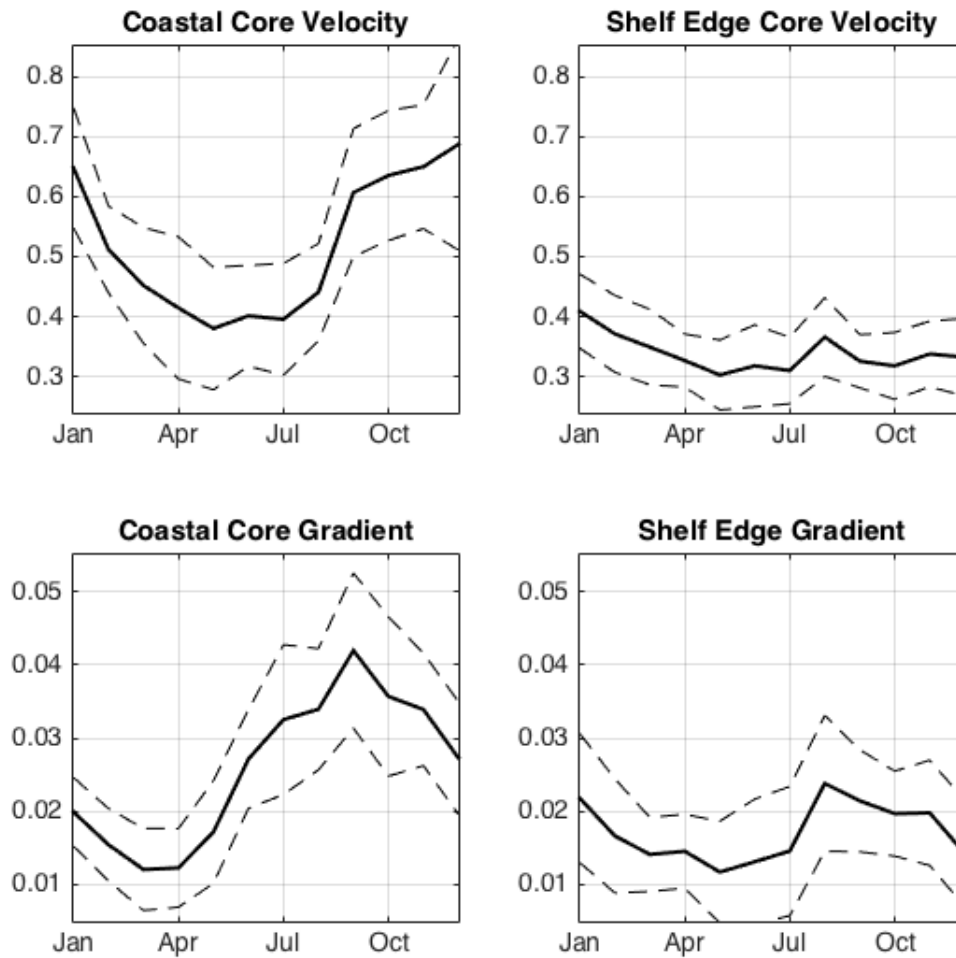 Coastal Core Velocity
0.8
0.7
0.6
0.5
0.4
0.3
Jan Apr Jul Oct
Shelf Edge Core Velocity
0.8
0.7
0.6
0.5
0.4
0.3
Jan Apr Jul Oct
Coastal Core Gradient
0.05
0.04
0.03
0.02
0.01
Jan Apr Jul Oct
Shelf Edge Gradient
0.05
0.04
0.03
0.02
0.01
Jan Apr Jul Oct